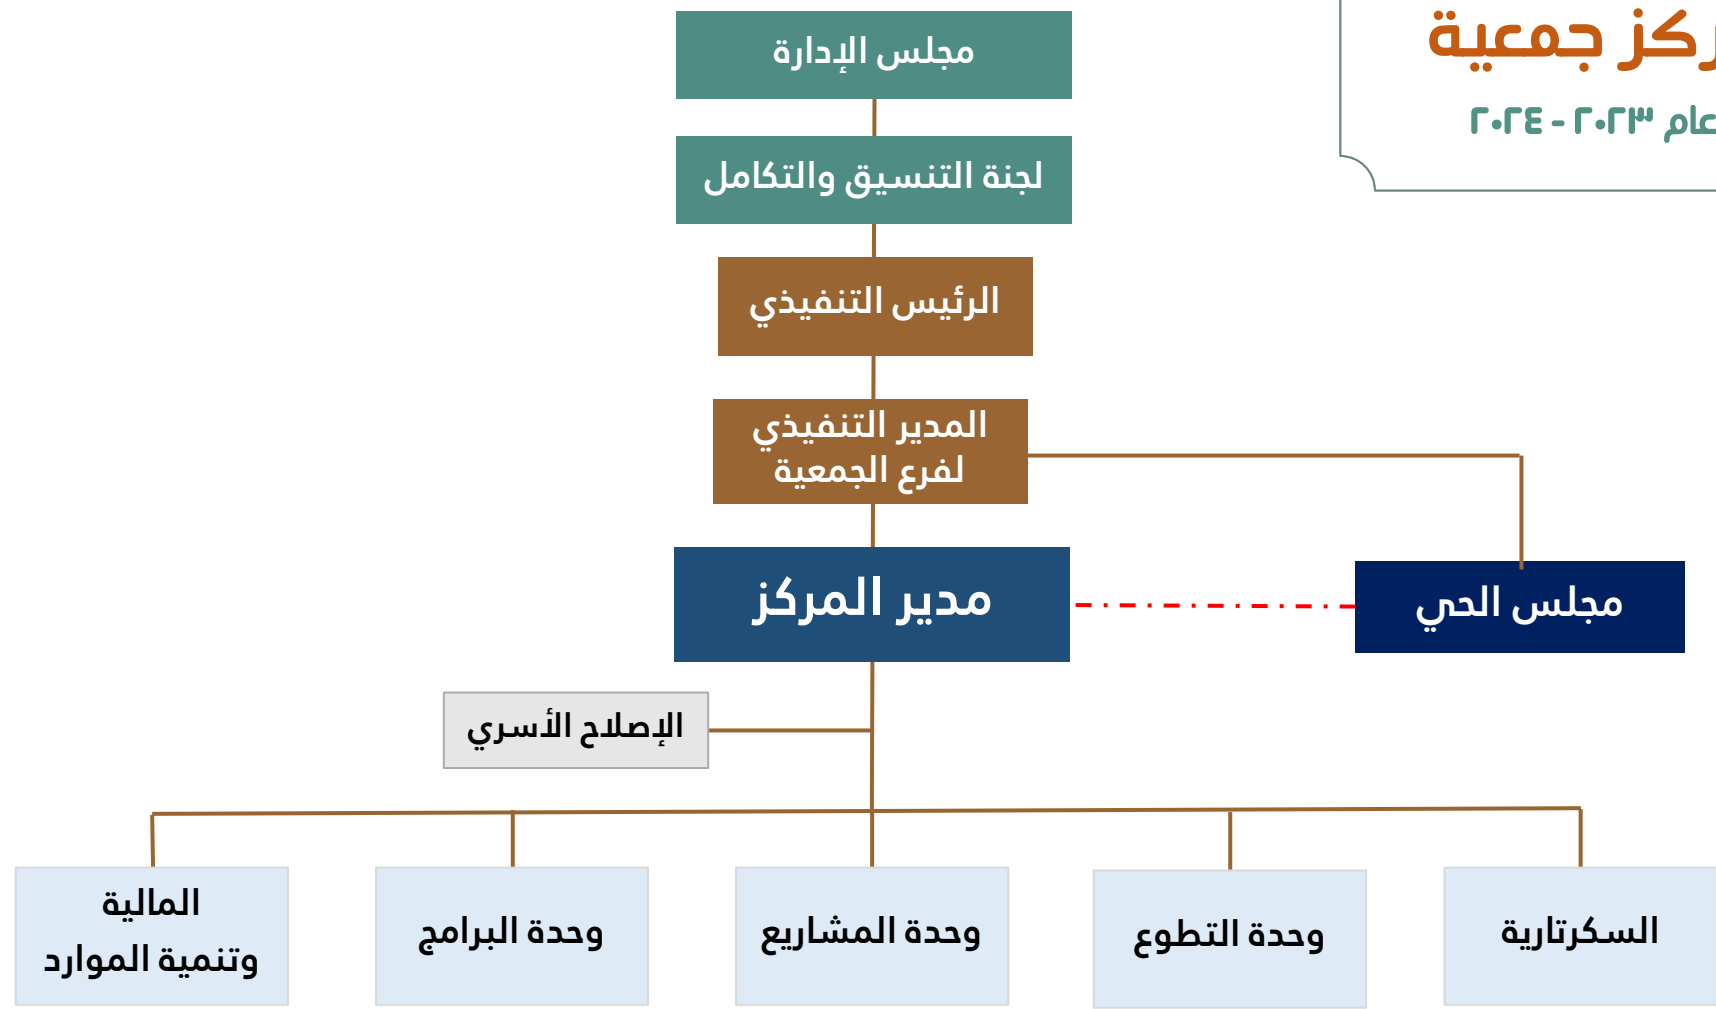 جمعية
عام ٢٠٢٣ - ٢٠٢٤
مجلس الإدارة
لجنة التنسيق والتكامل
الرئيس التنفيذي
المدير التنفيذي
لفرع الجمعية
مدير المركز
مجلس الحي
الإصلاح الأسري
السكرتارية
وحدة التطوع
وحدة المشاريع
وحدة البرامج
المالية
وتنمية الموارد